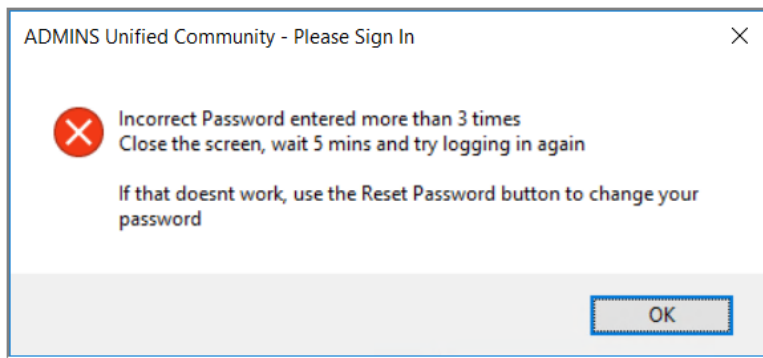 ADMINS Unified Community - Please Sign In
Incorrect Password entered more than 3 times
Close the screen, wait 5 mins and try logging in again
If that doesnt work, use the Reset Password button to change your
password
OK